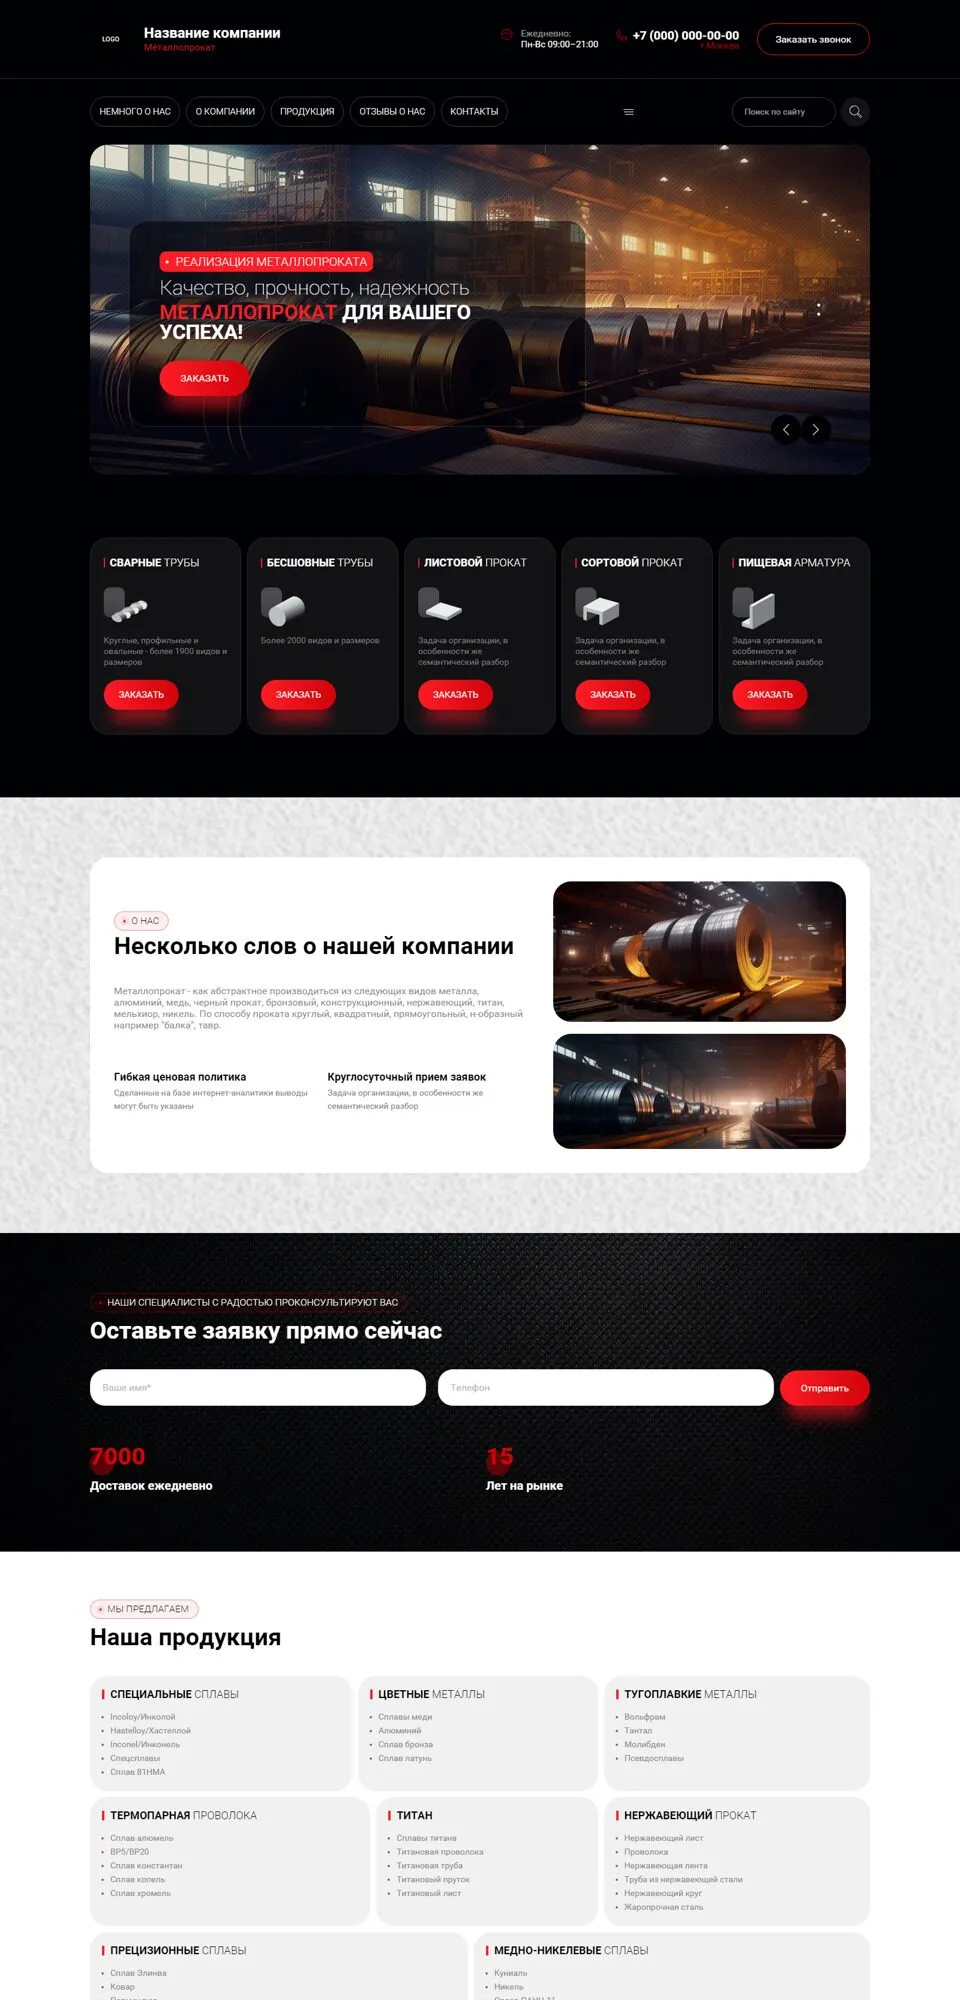 LOGO
Название компании
Металлопрокат
Ежедневно:
Пн-Вс 09:00–21:00
+7 (000) 000-00-00
г.Москва
Заказать звонок
НЕМНОГО О НАС
О КОМПАНИИ
ПРОДУКЦИЯ
ОТЗЫВЫ О НАС
КОНТАКТЫ
Поиск по сайту
РЕАЛИЗАЦИЯ МЕТАЛЛОПРОКАТА
Качество, прочность, надежность
МЕТАЛЛОПРОКАТ ДЛЯ ВАШЕГО
УСПЕХА!
ЗАКАЗАТЬ
СВАРНЫЕ ТРУБЫ
Круглые, профильные и
овальные - более 1900 видов и
размеров
ЗАКАЗАТЬ
БЕСШОВНЫЕ ТРУБЫ
Более 2000 видов и размеров
ЗАКАЗАТЬ
ЛИСТОВОЙ ПРОКАТ
Задача организации, в
особенности же
семантический разбор
ЗАКАЗАТЬ
СОРТОВОЙ ПРОКАТ
Задача организации, в
особенности же
семантический разбор
ЗАКАЗАТЬ
ПИЩЕВАЯ АРМАТУРА
Задача организации, в
особенности же
семантический разбор
ЗАКАЗАТЬ
О НАС
Несколько слов о нашей компании
Металлопрокат - как абстрактное производиться из следующих видов металла,
алюминий, медь, черный прокат, бронзовый, конструкционный, нержавеющий, титан,
мельхиор, никель. По способу проката круглый, квадратный, прямоугольный, н-образный
например "балка", тавр.
Гибкая ценовая политика
Сделанные на базе интернет-аналитики выводы
могут быть указаны
Круглосуточный прием заявок
Задача организации, в особенности же
семантический разбор
НАШИ СПЕЦИАЛИСТЫ С РАДОСТЬЮ ПРОКОНСУЛЬТИРУЮТ ВАС
Оставьте заявку прямо сейчас
Ваше имя*
Телефон
Отправить
7000
Доставок ежедневно
15
Лет на рынке
МЫ ПРЕДЛАГАЕМ
Наша продукция
СПЕЦИАЛЬНЫЕ СПЛАВЫ
Incoloy/Инколой
Hastelloy/Хастеллой
Inconel/Инконель
Спецсплавы
Сплав 81НМА
ЦВЕТНЫЕ МЕТАЛЛЫ
Сплавы меди
Алюминий
Сплав бронза
Сплав латунь
ТУГОПЛАВКИЕ МЕТАЛЛЫ
Вольфрам
Тантал
Молибден
Псевдосплавы
ТЕРМОПАРНАЯ ПРОВОЛОКА
Сплав алюмель
ВР5/ВР20
Сплав константан
Сплав копель
Сплав хромель
ТИТАН
Сплавы титана
Титановая проволока
Титановая труба
Титановый пруток
Титановый лист
НЕРЖАВЕЮЩИЙ ПРОКАТ
Нержавеющий лист
Проволока
Нержавеющая лента
Труба из нержавеющей стали
Нержавеющий круг
Жаропрочная сталь
ПРЕЦИЗИОННЫЕ СПЛАВЫ
Сплав Элинва
Ковар
МЕДНО-НИКЕЛЕВЫЕ СПЛАВЫ
Куниаль
Никель